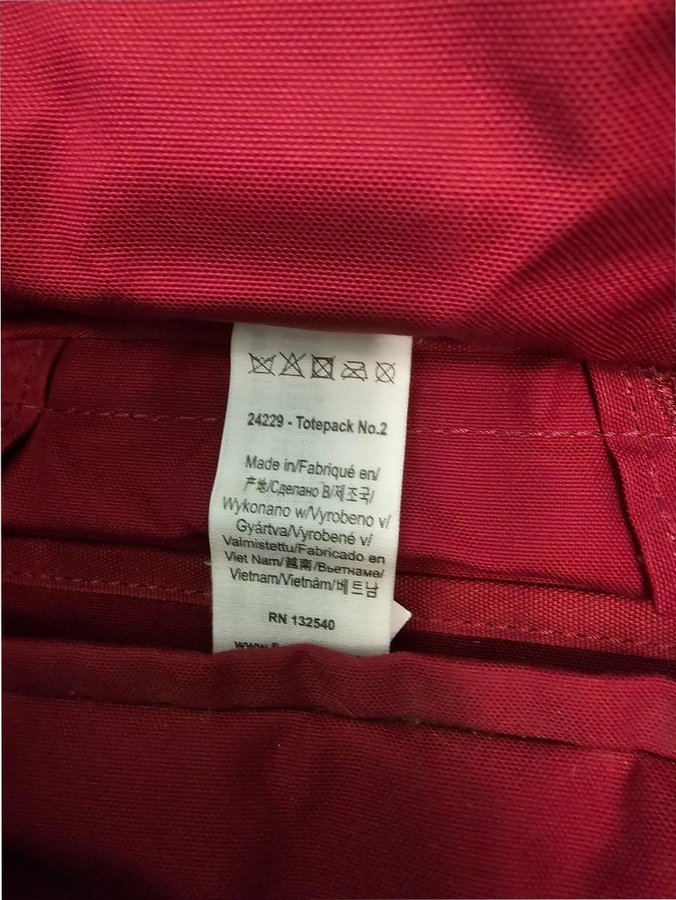 24229 - Totepack No.2
Made in/Fabriqué en/
产地/Сделано В/제조국/
Wykonano w/Vyrobeno v/
Gyártva/Vyrobené v/
Valmistettu/Fabricado en
Viet Nam/越南/Вьетнаме/
Vietnam/Vietnám/베트남
RN 132540